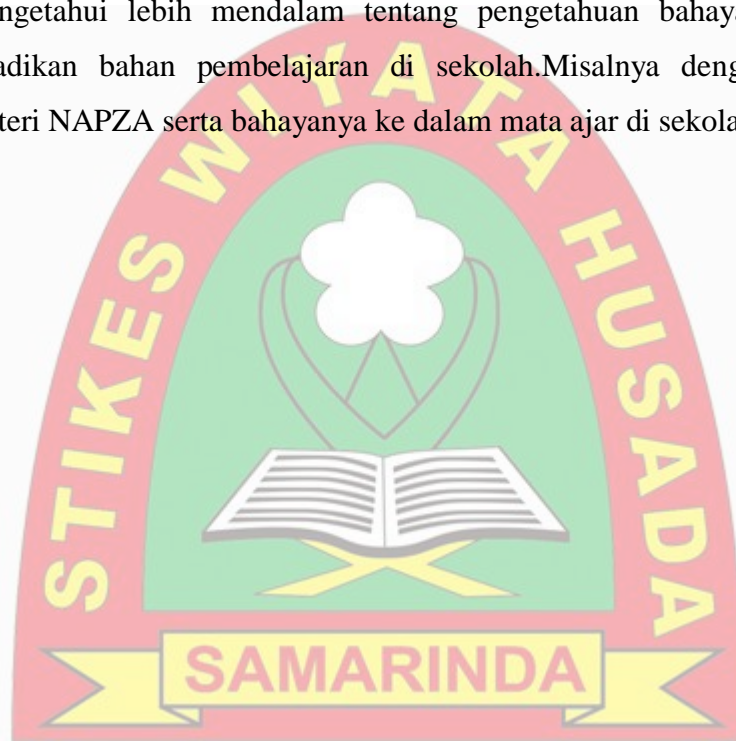 ngetahui lebih mendalam tentang pengetahuan bahaya
adikan bahan pembelajaran di sekolah.Misalnya deng
teri NAPZA serta bahayanya ke dalam mata ajar di sekola
STIKES WIYATA HUSADA
SAMARINDA